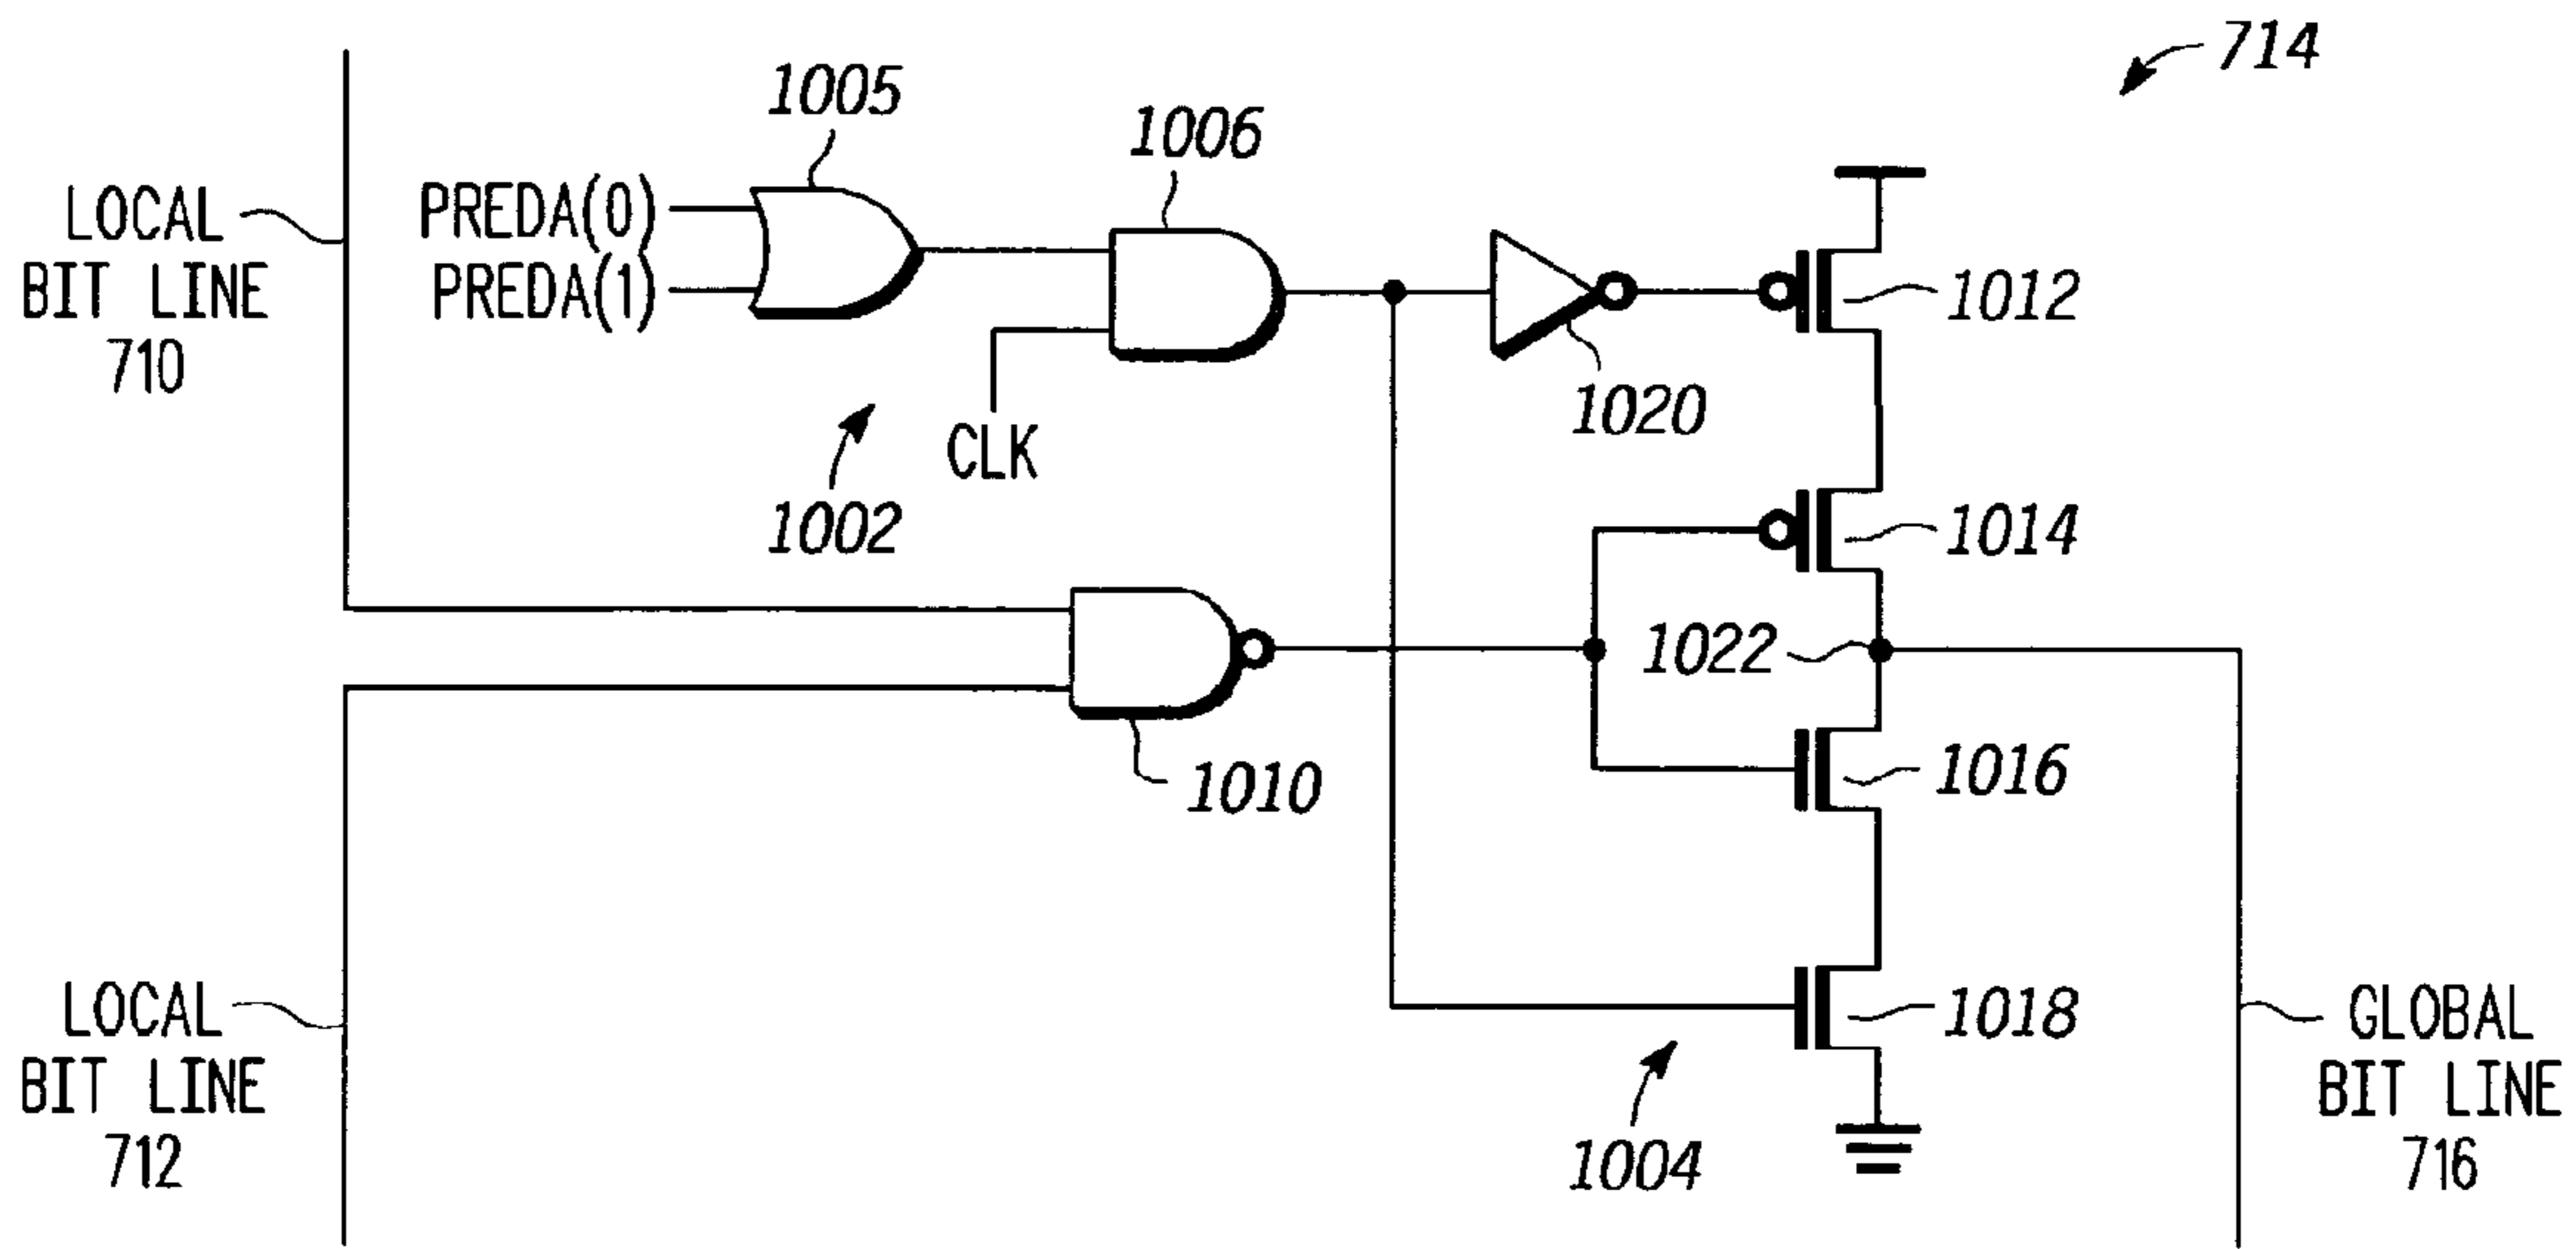 714
1005
1006
LOCAL
BIT LINE
710
PREDA(0)
PREDA(1)
1012
1020
CLK
1002
1014
1022
1010
1016
LOCAL
BIT LINE
712
1018
1004
GLOBAL
BIT LINE
716